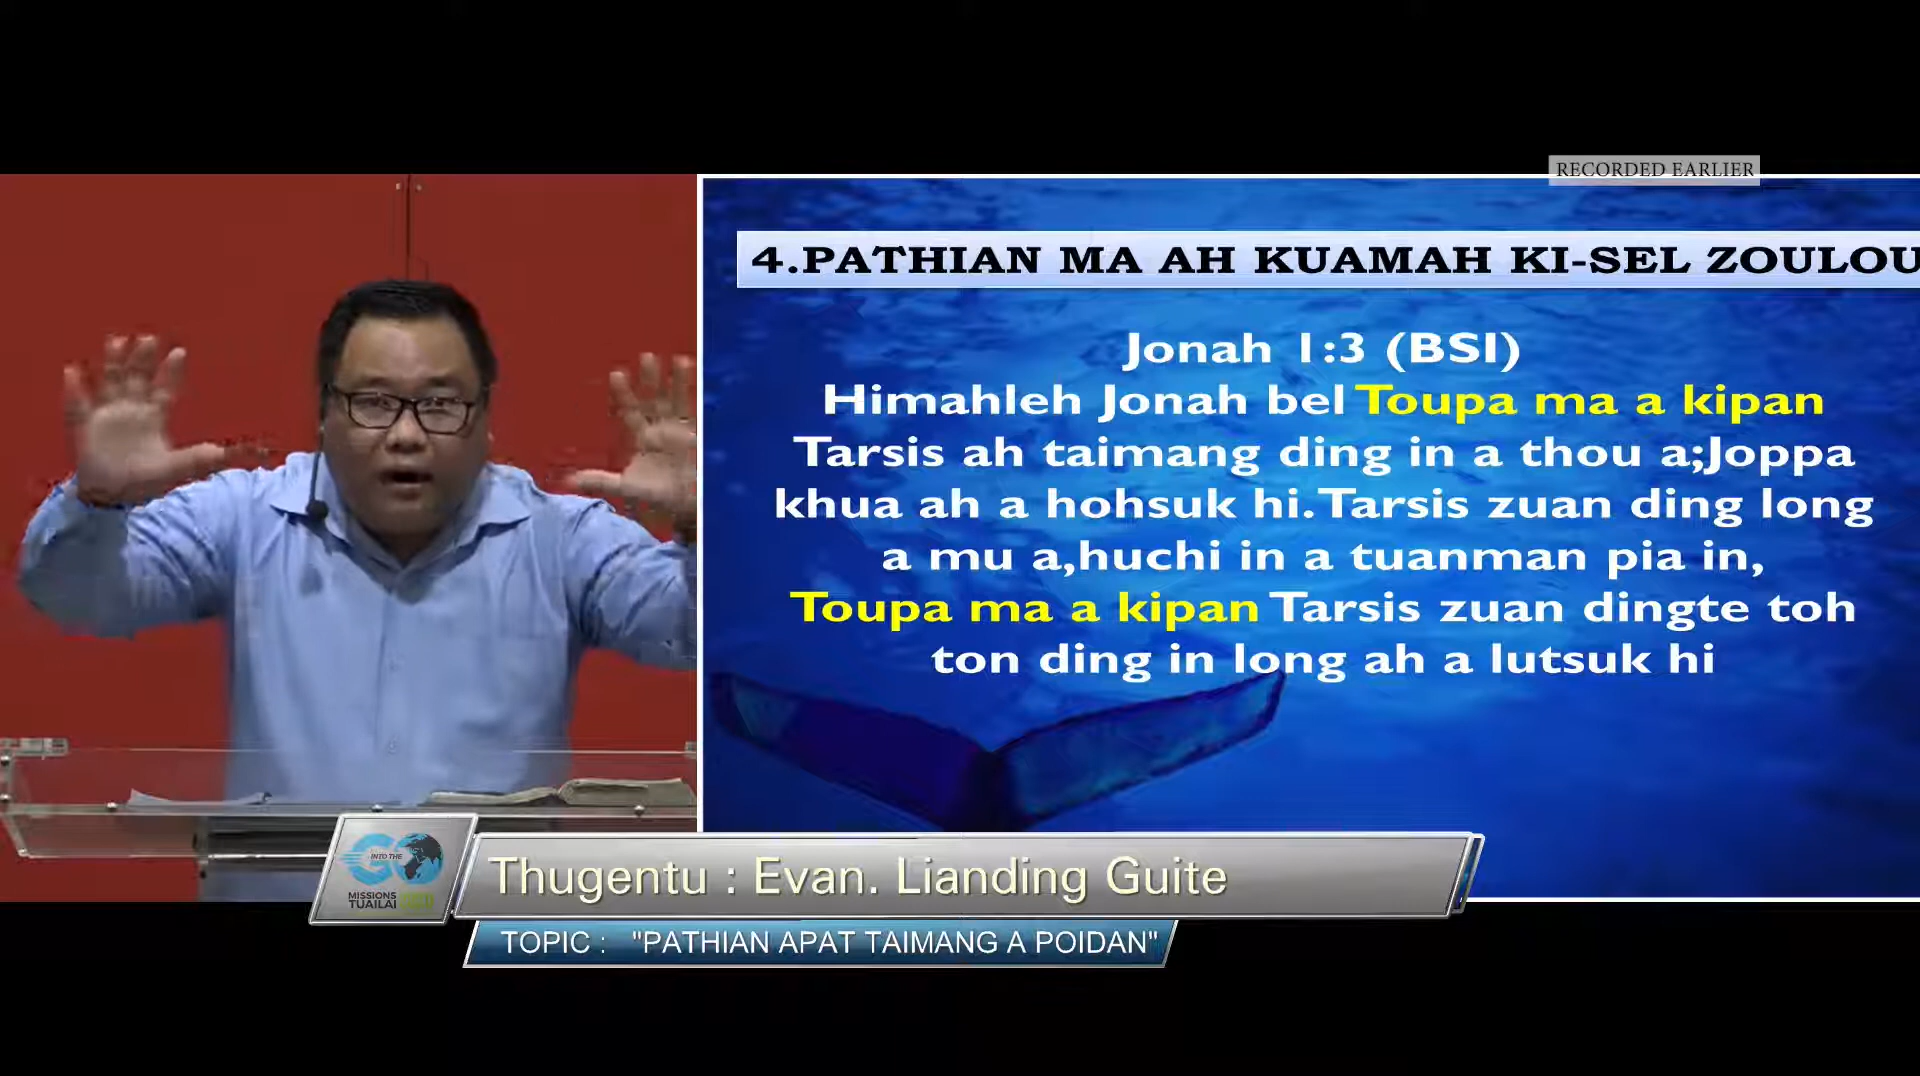 RECORDED EARLIER
4.PATHIAN MA AH KUAMAH KI-SEL ZOULOU
Jonah 1:3 (BSI)
Himahleh Jonah bel Toupa ma a kipan
Tarsis ah taimang ding in a thou a;Joppa
khua ah a hohsuk hi.Tarsis zuan ding long
a mu a,huchi in a tuanman pia in,
Toupa ma a kipan Tarsis zuan dingte toh
ton ding in long ah a lutsuk hi
GO
INTO THE
MISSIONS
TUAILAI
Thugentu : Evan. Lianding Guite
TOPIC : "PATHIAN APAT TAIMANG A POIDAN"